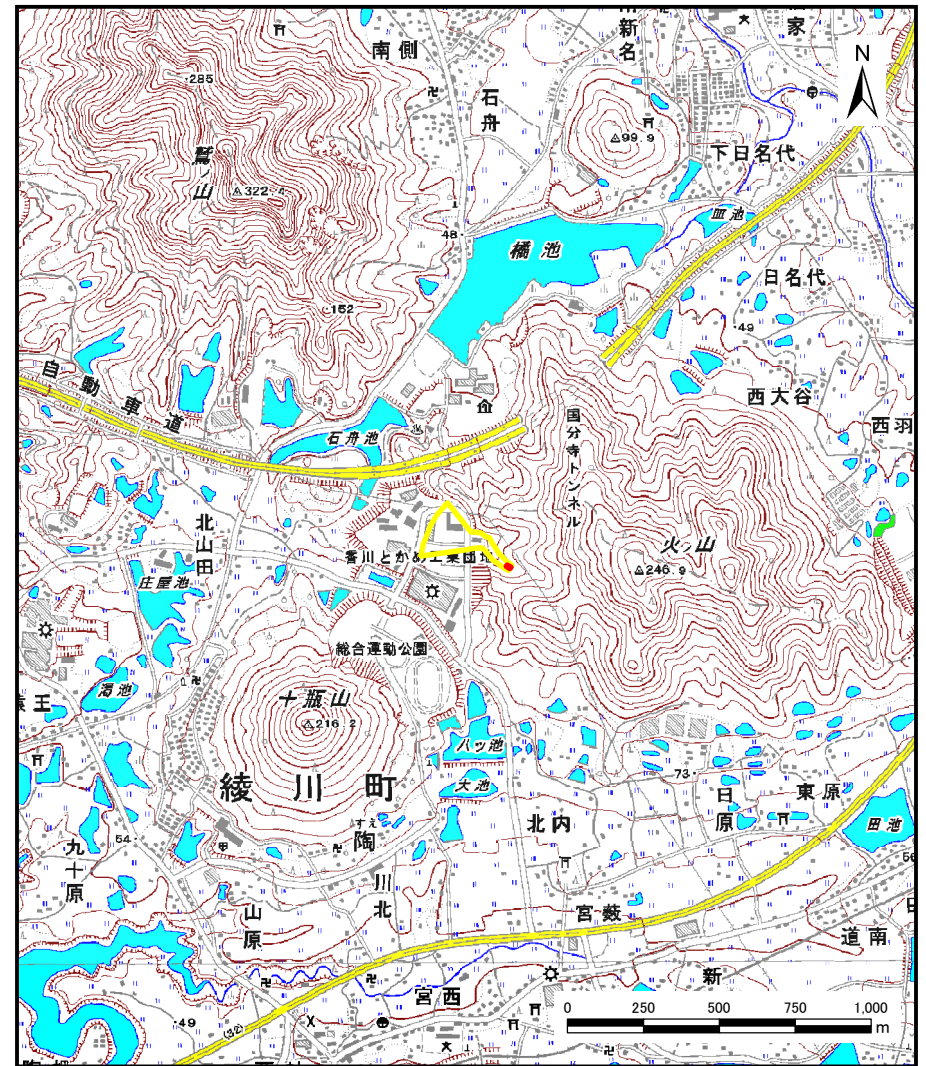 南側
新名
家
N
285
石舟
99.9
鷲ノ山
322.4
下日名代
皿池
48
橘池
日名代
152
49
自動車道
西大谷
石舟池
国分寺トンネル
西羽
北山田
火ノ山
香川とかめ工業団地
246.9
庄屋池
総合運動公園
渇池
王
十瓶山
216.2
八ッ池
綾川町
大池
73
日原
東原
すえ
陶
北内
田池
54
九十原
川北
山原
宮薮
道南
新
宮西
0 250 500 750 1,000
m
49
(32)